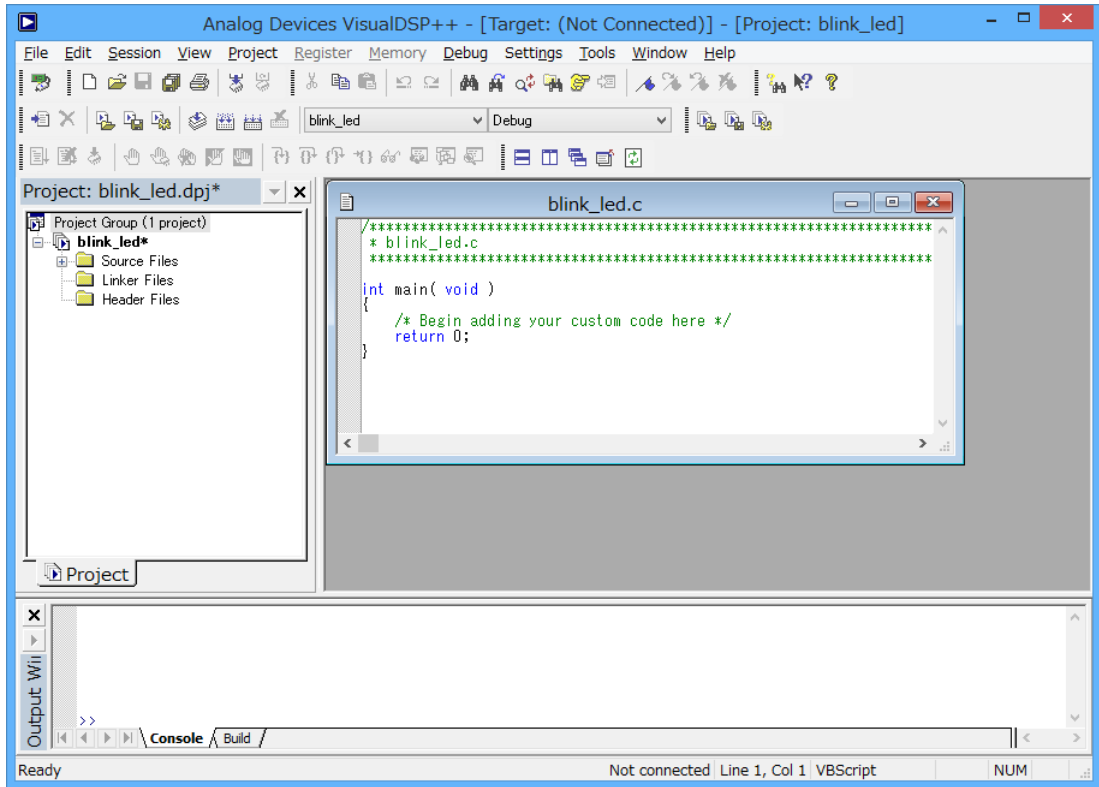 Analog Devices VisualDSP++ - [Target: (Not Connected)] - [Project: blink_led]
File Edit Session View Project Register Memory Debug Settings Tools Window Help
blink_led Debug
Project: blink_led.dpj*
Project Group (1 project)
blink_led*
Source Files
Linker Files
Header Files
Project
blink_led.c
/*******************************************************************
* blink_led.c
*******************************************************************
int main( void )
{
/* Begin adding your custom code here */
return 0;
}
Output Wi
>>
Console Build
Ready Not connected Line 1, Col 1 VBScript NUM